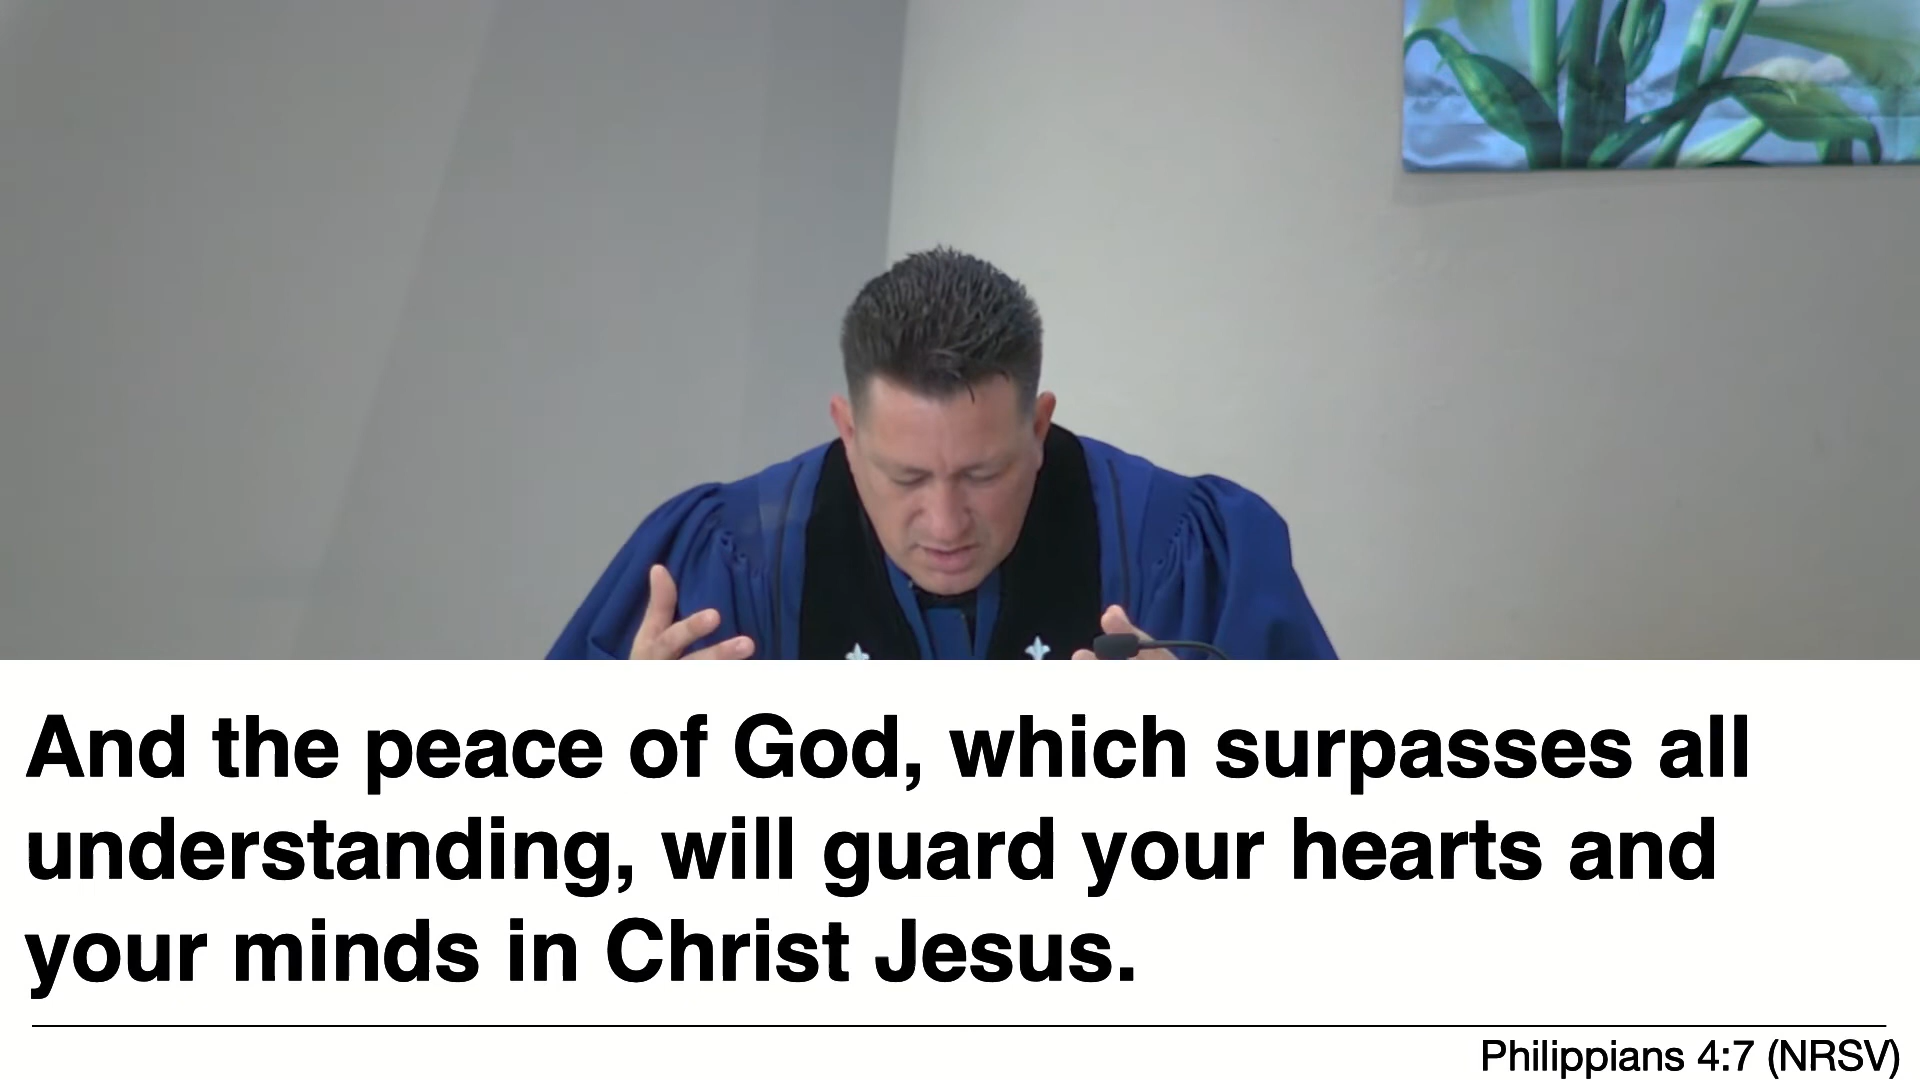 And the peace of God, which surpasses all
understanding, will guard your hearts and
your minds in Christ Jesus.
Philippians 4:7 (NRSV)